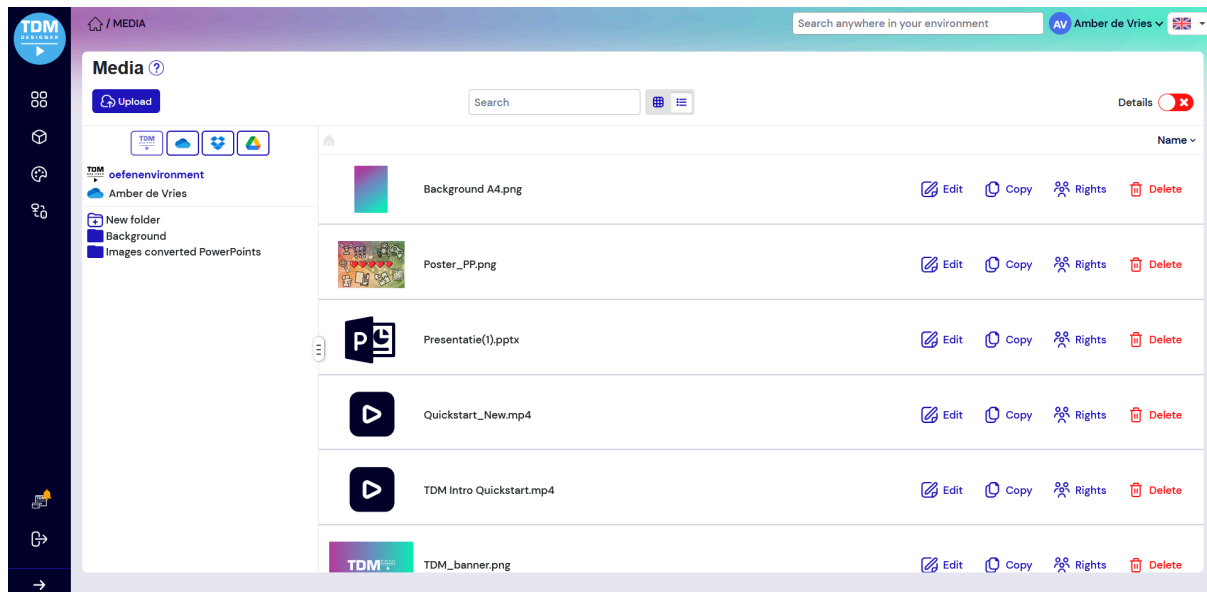 TDM
DESIGNER
/ MEDIA
Search anywhere in your environment
AV Amber de Vries
Media ?
Upload
Search
Details
TDM
Name
TDM oefenenvironment
Amber de Vries
New folder
Background
Images converted PowerPoints
Background A4.png
Edit Copy Rights Delete
Poster_PP.png
Edit Copy Rights Delete
P
Presentatie(1).pptx
Edit Copy Rights Delete
Quickstart_New.mp4
Edit Copy Rights Delete
TDM Intro Quickstart.mp4
Edit Copy Rights Delete
TDM
TDM_banner.png
Edit Copy Rights Delete